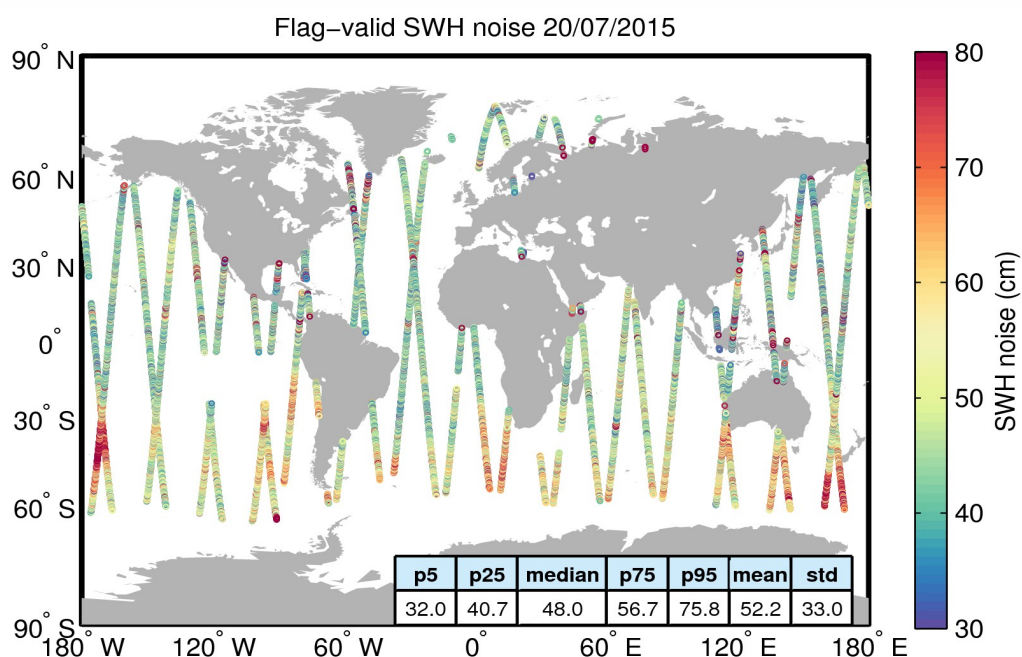 Flag−valid SWH noise 20/07/2015
90° N
60° N
30° N
0°
30° S
60° S
90° S
180° W
120° W
60° W
0°
60° E
120° E
180° E
80
70
60
50
40
30
SWH noise (cm)
p5 p25 median p75 p95 mean std
32.0 40.7 48.0 56.7 75.8 52.2 33.0